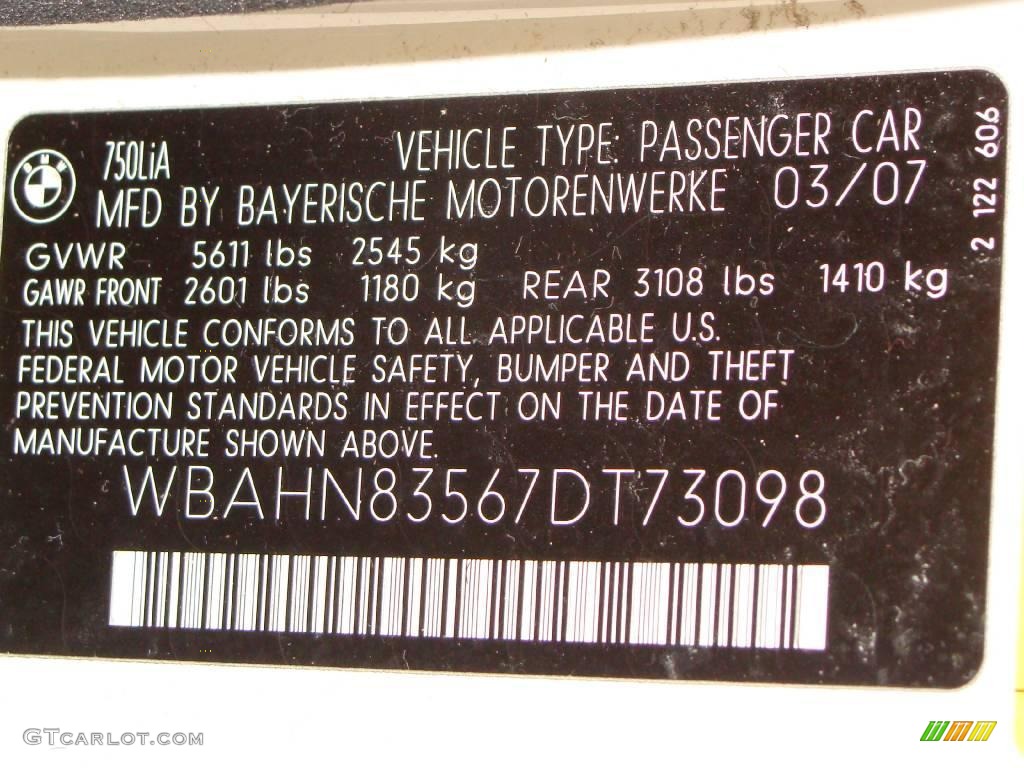 750LiA VEHICLE TYPE: PASSENGER CAR
MFD BY BAYERISCHE MOTORENWERKE 03/07
GVWR 5611 lbs 2545 kg
GAWR FRONT 2601 lbs 1180 kg REAR 3108 lbs 1410 kg
THIS VEHICLE CONFORMS TO ALL APPLICABLE U.S.
FEDERAL MOTOR VEHICLE SAFETY, BUMPER AND THEFT
PREVENTION STANDARDS IN EFFECT ON THE DATE OF
MANUFACTURE SHOWN ABOVE.
WBAHN83567DT73098
2 122 606
BMW
GTCARLOT.COM